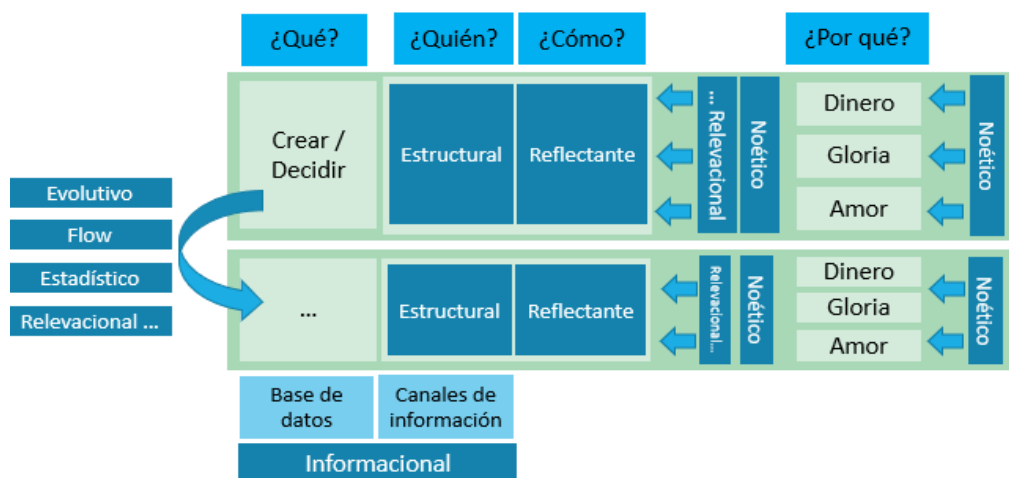 ¿Qué?
¿Quién?
¿Cómo?
¿Por qué?
Crear /
Decidir
Estructural
Reflectante
... Relevacional
Noético
Dinero
Gloria
Amor
Noético
Evolutivo
Flow
Estadístico
Relevacional ...
...
Estructural
Reflectante
Relevacional...
Noético
Dinero
Gloria
Amor
Noético
Base de
datos
Canales de
información
Informacional